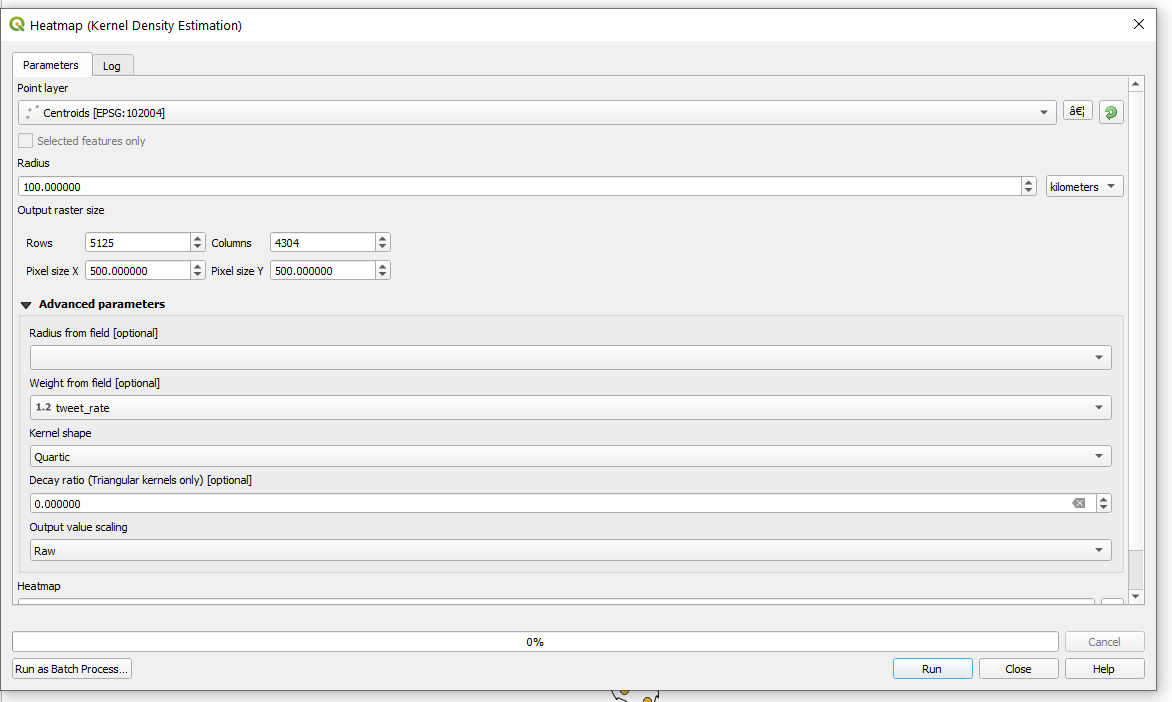 Heatmap (Kernel Density Estimation)
Parameters
Log
Point layer
Centroids [EPSG:102004]
…
Selected features only
Radius
100.000000
kilometers
Output raster size
Rows 5125 Columns 4304
Pixel size X 500.000000 Pixel size Y 500.000000
Advanced parameters
Radius from field [optional]
Weight from field [optional]
1.2 tweet_rate
Kernel shape
Quartic
Decay ratio (Triangular kernels only) [optional]
0.000000
Output value scaling
Raw
Heatmap
0%
Cancel
Run as Batch Process...
Run
Close
Help